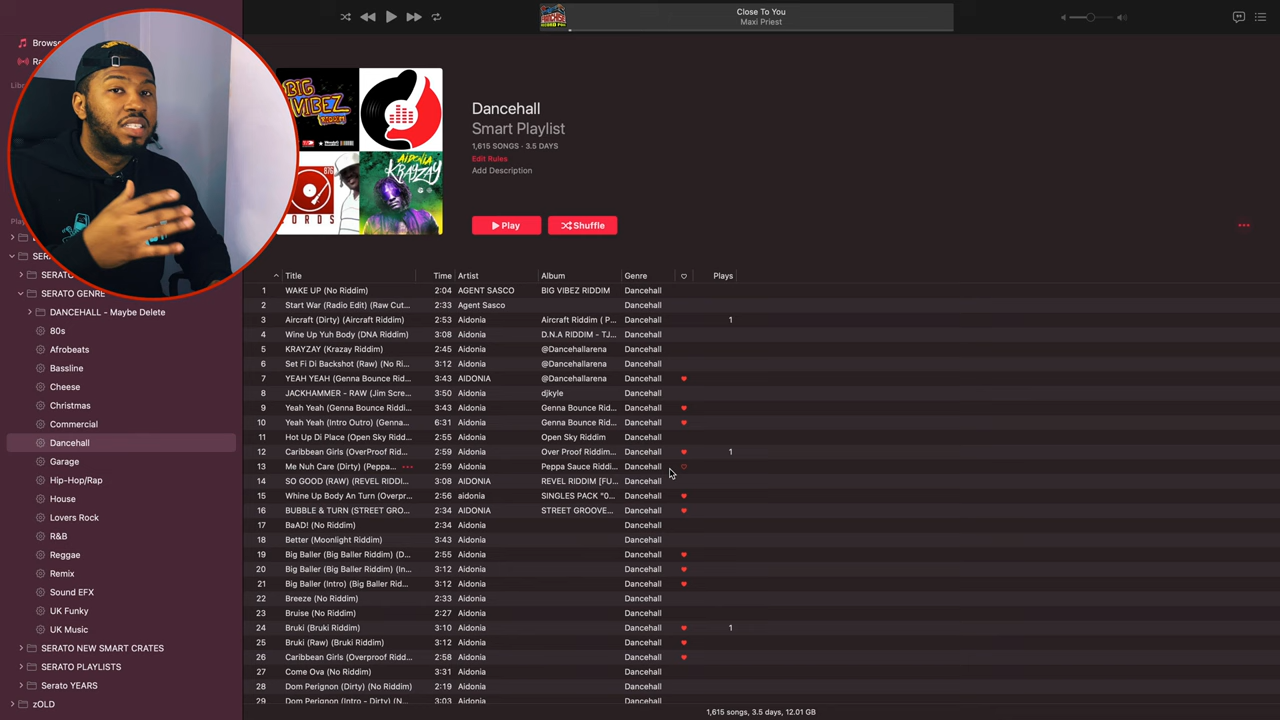 Close To You
Maxi Priest
Dancehall
Smart Playlist
1,615 SONGS · 3.5 DAYS
Edit Rules
Add Description
Play
Shuffle
BIG
VIBEZ
AIDONIA
KRAYZAY
SERATO GENRE
DANCEHALL - Maybe Delete
80s
Afrobeats
Bassline
Cheese
Christmas
Commercial
Dancehall
Garage
Hip-Hop/Rap
House
Lovers Rock
R&B
Reggae
Remix
Sound EFX
UK Funky
UK Music
SERATO NEW SMART CRATES
SERATO PLAYLISTS
Serato YEARS
zOLD
Title Time Artist Album Genre Plays
1 WAKE UP (No Riddim) 2:04 AGENT SASCO BIG VIBEZ RIDDIM Dancehall
2 Start War (Radio Edit) (Raw Cut... 2:33 Agent Sasco Dancehall
3 Aircraft (Dirty) (Aircraft Riddim) 2:53 Aidonia Aircraft Riddim ( P... Dancehall 1
4 Wine Up Yuh Body (DNA Riddim) 3:08 Aidonia D.N.A RIDDIM - TJ... Dancehall
5 KRAYZAY (Krazay Riddim) 2:45 Aidonia @Dancehallarena Dancehall
6 Set Fi Di Backshot (Raw) (No Ri... 3:12 Aidonia @Dancehallarena Dancehall
7 YEAH YEAH (Genna Bounce Rid... 3:43 AIDONIA @Dancehallarena Dancehall
8 JACKHAMMER - RAW (Jim Scre... 3:50 Aidonia djkyle Dancehall
9 Yeah Yeah (Genna Bounce Riddi... 3:43 Aidonia Genna Bounce Rid... Dancehall
10 Yeah Yeah (Intro Outro) (Genna... 6:31 Aidonia Genna Bounce Rid... Dancehall
11 Hot Up Di Place (Open Sky Ridd... 2:55 Aidonia Open Sky Riddim Dancehall
12 Caribbean Girls (OverProof Rid... 2:59 Aidonia Over Proof Riddim... Dancehall 1
13 Me Nuh Care (Dirty) (Peppa... 2:59 Aidonia Peppa Sauce Riddi... Dancehall
14 SO GOOD (RAW) (REVEL RIDDI... 3:08 AIDONIA REVEL RIDDIM [FU... Dancehall
15 Whine Up Body An Turn (Overpr... 2:56 aidonia SINGLES PACK "0... Dancehall
16 BUBBLE & TURN (STREET GRO... 2:34 AIDONIA STREET GROOVE... Dancehall
17 BaAD! (No Riddim) 2:34 Aidonia Dancehall
18 Better (Moonlight Riddim) 3:43 Aidonia Dancehall
19 Big Baller (Big Baller Riddim) (D... 2:55 Aidonia Dancehall
20 Big Baller (Big Baller Riddim) (In... 3:12 Aidonia Dancehall
21 Big Baller (Intro) (Big Baller Rid... 3:12 Aidonia Dancehall
22 Breeze (No Riddim) 2:33 Aidonia Dancehall
23 Bruise (No Riddim) 2:27 Aidonia Dancehall
24 Bruki (Bruki Riddim) 3:10 Aidonia Dancehall 1
25 Bruki (Raw) (Bruki Riddim) 3:12 Aidonia Dancehall
26 Caribbean Girls (Overproof Ridd... 2:58 Aidonia Dancehall
27 Come Ova (No Riddim) 3:31 Aidonia Dancehall
28 Dom Perignon (Dirty) (No Riddim) 2:19 Aidonia Dancehall
29 Dom Perignon (Intro - Dirty) (N... 3:03 Aidonia Dancehall
1,615 songs, 3.5 days, 12.01 GB